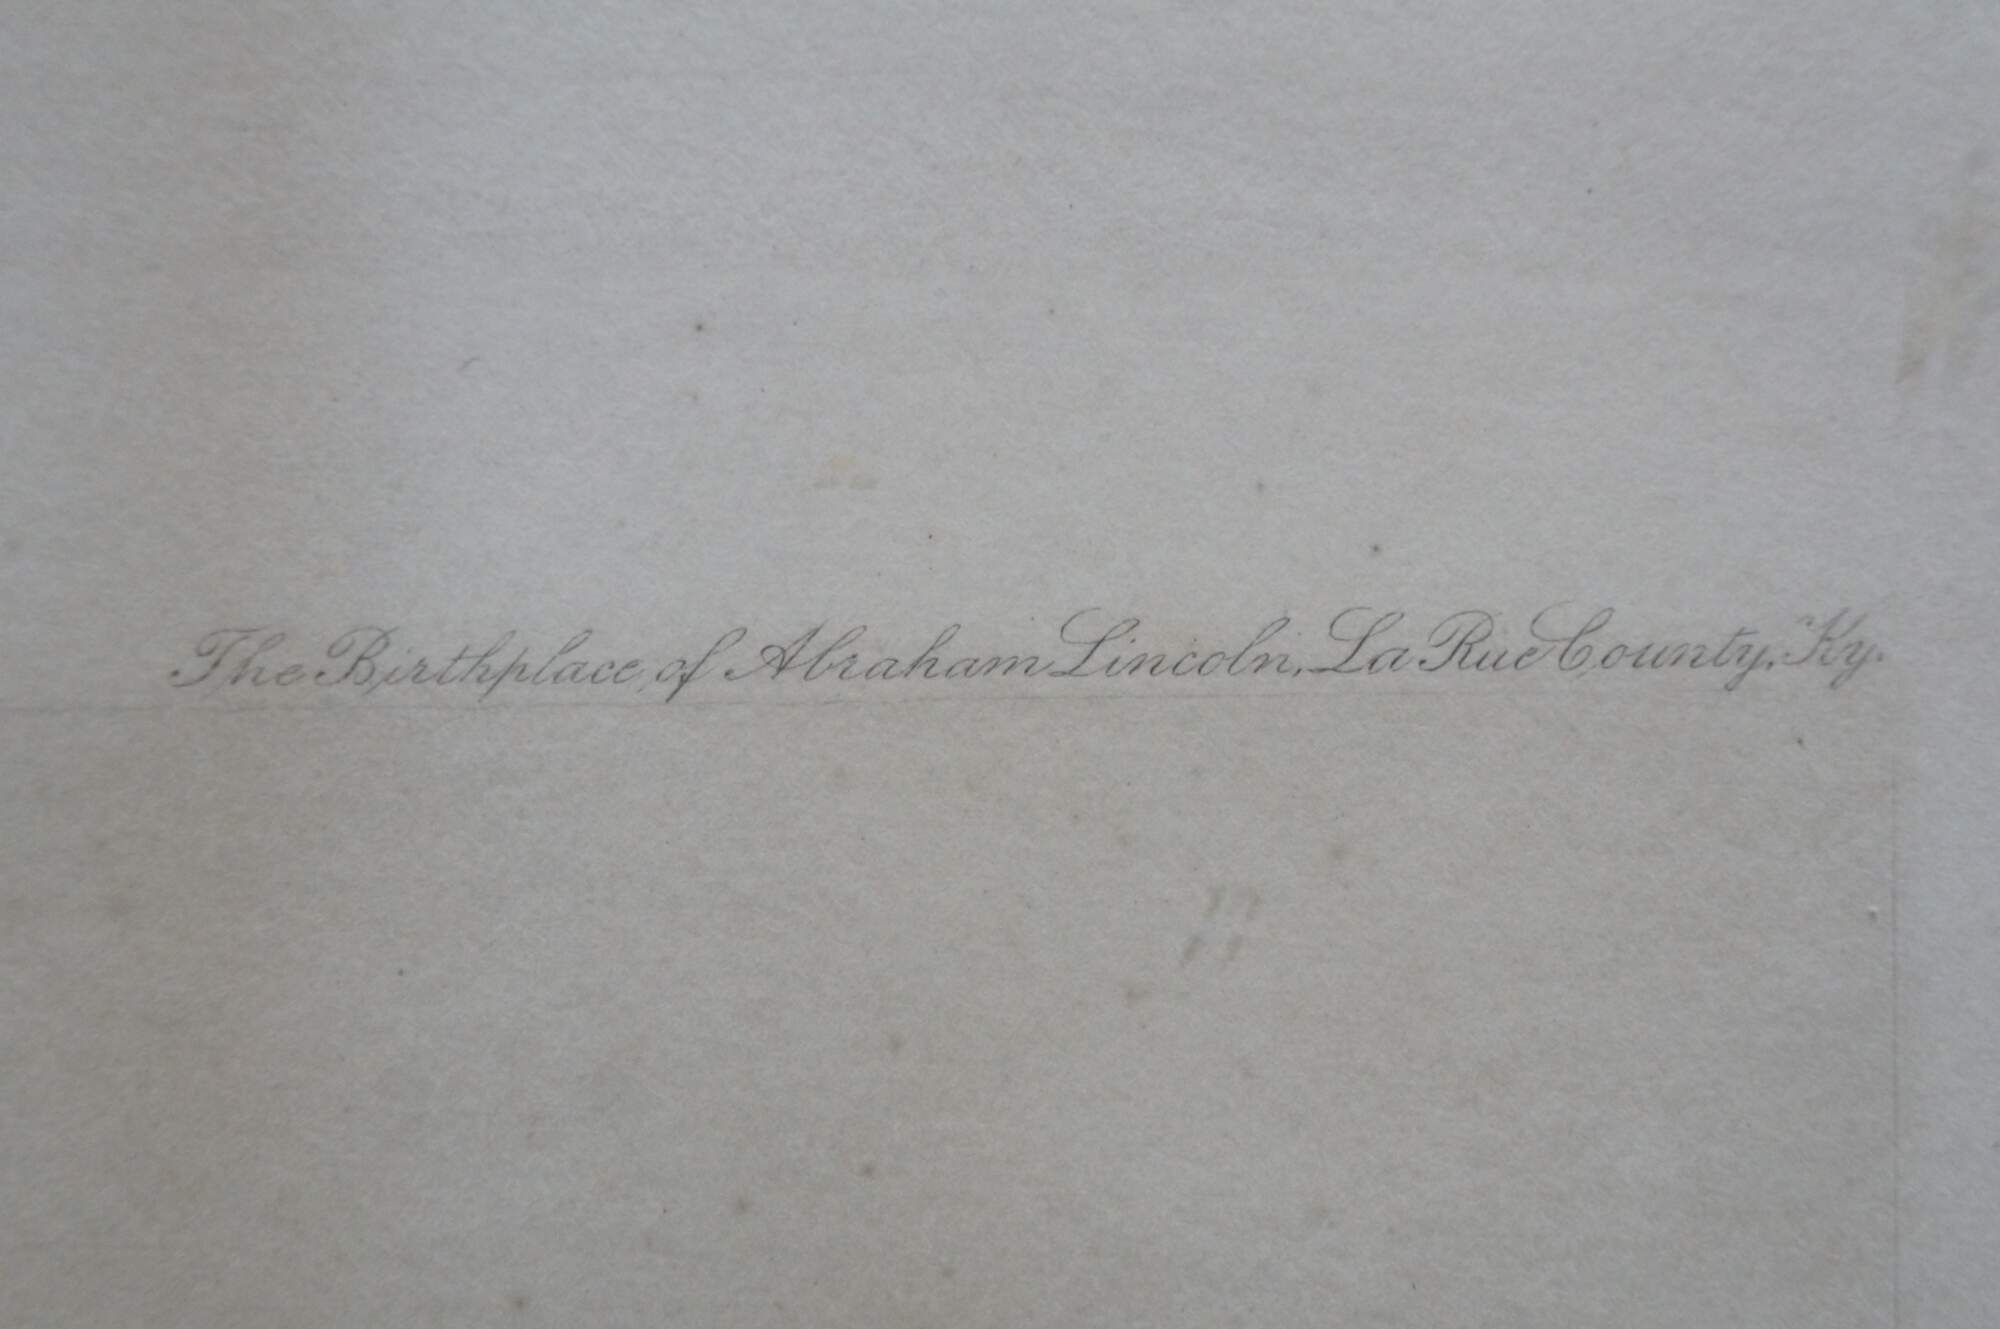 The Birthplace of Abraham Lincoln, La Rue County, Ky.